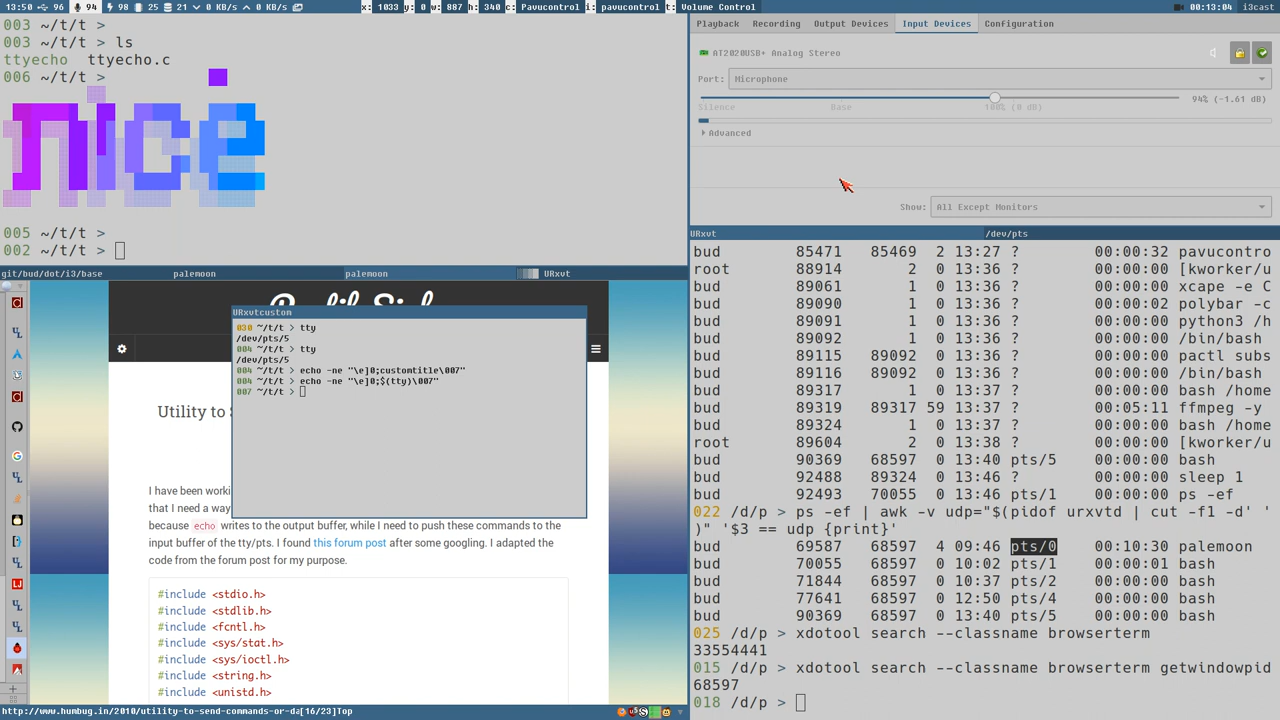 13:50 96 94 98 25 21 0 KB/s 0 KB/s x: 1033 y: 0 w: 887 h: 340 c: Pavucontrol i: pavucontrol t: Volume Control 00:13:04 i3cast
003 ~/t/t >
003 ~/t/t > ls
ttyecho ttyecho.c
006 ~/t/t >
nice
005 ~/t/t >
002 ~/t/t >
Playback Recording Output Devices Input Devices Configuration
AT2020USB+ Analog Stereo
Port: Microphone
94% (-1.61 dB)
Silence Base 100% (0 dB)
Advanced
Show: All Except Monitors
git/bud/dot/i3/base palemoon palemoon URxvt
URxvtcustom
030 ~/t/t > tty
/dev/pts/5
004 ~/t/t > tty
/dev/pts/5
004 ~/t/t > echo -ne "\e]0;customtitle\007"
004 ~/t/t > echo -ne "\e]0;$(tty)\007"
007 ~/t/t >
Utility to S
I have been worki
that I need a way
because echo writes to the output buffer, while I need to push these commands to the
input buffer of the tty/pts. I found this forum post after some googling. I adapted the
code from the forum post for my purpose.
#include <stdio.h>
#include <stdlib.h>
#include <fcntl.h>
#include <sys/stat.h>
#include <sys/ioctl.h>
#include <string.h>
#include <unistd.h>
http://www.humbug.in/2010/utility-to-send-commands-or-da[16/23]Top
URxvt /dev/pts
bud 85471 85469 2 13:27 ? 00:00:32 pavucontro
root 88914 2 0 13:36 ? 00:00:00 [kworker/u
bud 89061 1 0 13:36 ? 00:00:00 xcape -e C
bud 89090 1 0 13:36 ? 00:00:02 polybar -c
bud 89091 1 0 13:36 ? 00:00:00 python3 /h
bud 89092 1 0 13:36 ? 00:00:00 /bin/bash
bud 89115 89092 0 13:36 ? 00:00:00 pactl subs
bud 89116 89092 0 13:36 ? 00:00:00 /bin/bash
bud 89317 1 0 13:37 ? 00:00:00 bash /home
bud 89319 89317 59 13:37 ? 00:05:11 ffmpeg -y
bud 89324 1 0 13:37 ? 00:00:00 bash /home
root 89604 2 0 13:38 ? 00:00:00 [kworker/u
bud 90369 68597 0 13:40 pts/5 00:00:00 bash
bud 92488 89324 0 13:46 ? 00:00:00 sleep 1
bud 92493 70055 0 13:46 pts/1 00:00:00 ps -ef
022 /d/p > ps -ef | awk -v udp="$(pidof urxvtd | cut -f1 -d' '
)" '$3 == udp {print}'
bud 69587 68597 4 09:46 pts/0 00:10:30 palemoon
bud 70055 68597 0 10:02 pts/1 00:00:01 bash
bud 71844 68597 0 10:37 pts/2 00:00:00 bash
bud 77641 68597 0 12:50 pts/4 00:00:00 bash
bud 90369 68597 0 13:40 pts/5 00:00:00 bash
025 /d/p > xdotool search --classname browserterm
33554441
015 /d/p > xdotool search --classname browserterm getwindowpid
68597
018 /d/p >